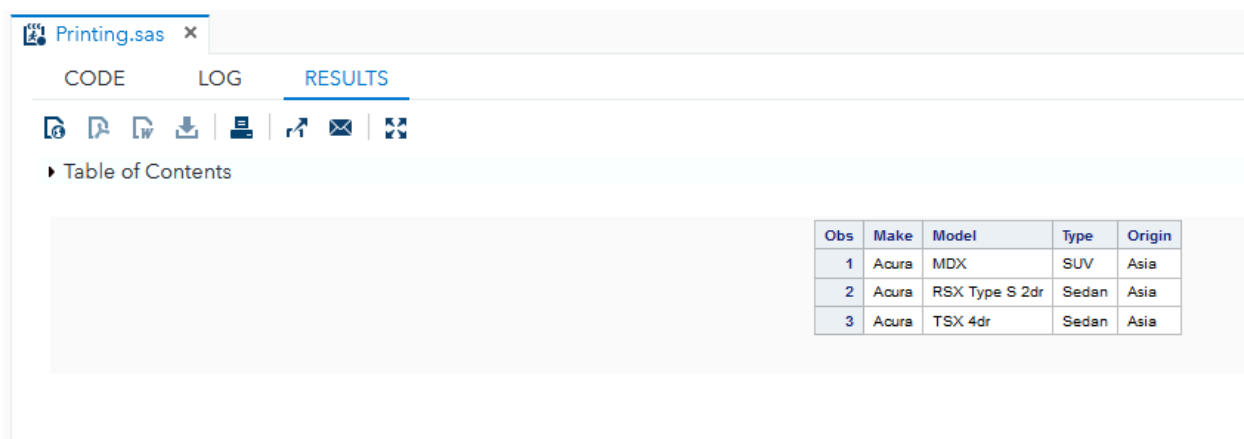 Printing.sas ×
CODE LOG RESULTS
Table of Contents
Obs Make Model Type Origin
1 Acura MDX SUV Asia
2 Acura RSX Type S 2dr Sedan Asia
3 Acura TSX 4dr Sedan Asia